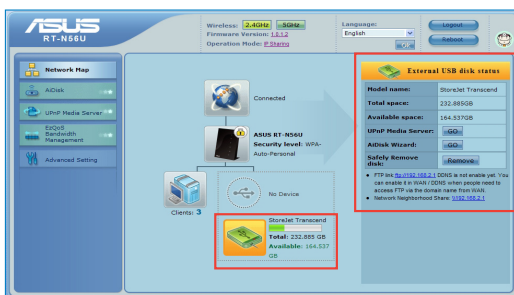 ASUS
RT-N56U
Wireless: 2.4GHz 5GHz
Firmware Version: 1.0.1.2
Operation Mode: IP Sharing
Language:
English
Logout
Reboot
Network Map
AiDisk
UPnP Media Server
EzQoS
Bandwidth
Management
Advanced Setting
Connected
ASUS RT-N56U
Security level: WPA-
Auto-Personal
Clients: 3
No Device
StoreJet Transcend
Total: 232.885 GB
Available: 164.537
GB
External USB disk status
Model name: StoreJet Transcend
Total space: 232.885GB
Available space: 164.537GB
UPnP Media Server: GO
AiDisk Wizard: GO
Safely Remove
disk: Remove
FTP link ftp://192.168.2.1 DDNS is not enable yet. You
can enable it in WAN / DDNS when people need to
access FTP via the domain name from WAN.
Network Neighborhood Share: \\192.168.2.1